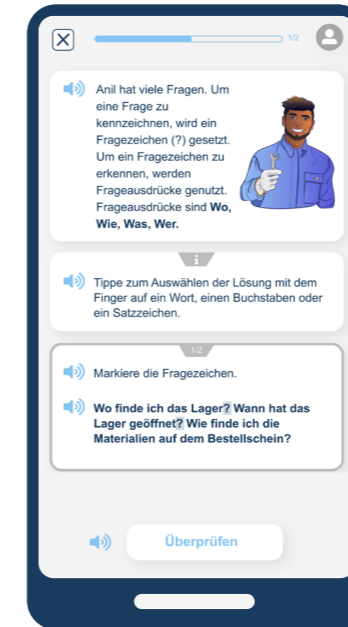 1/2
Anil hat viele Fragen. Um
eine Frage zu
kennzeichnen, wird ein
Fragezeichen (?) gesetzt.
Um ein Fragezeichen zu
erkennen, werden
Frageausdrücke genutzt.
Frageausdrücke sind Wo,
Wie, Was, Wer.
i
Tippe zum Auswählen der Lösung mit dem
Finger auf ein Wort, einen Buchstaben oder
ein Satzzeichen.
1/2
Markiere die Fragezeichen.
Wo finde ich das Lager? Wann hat das
Lager geöffnet? Wie finde ich die
Materialien auf dem Bestellschein?
Überprüfen